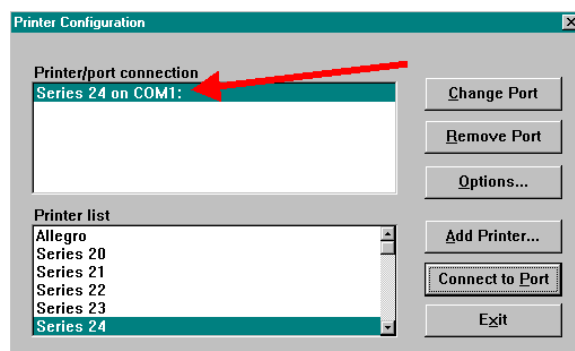 Printer Configuration
Printer/port connection
Series 24 on COM1:
Change Port
Remove Port
Options...
Printer list
Allegro
Series 20
Series 21
Series 22
Series 23
Series 24
Add Printer...
Connect to Port
Exit